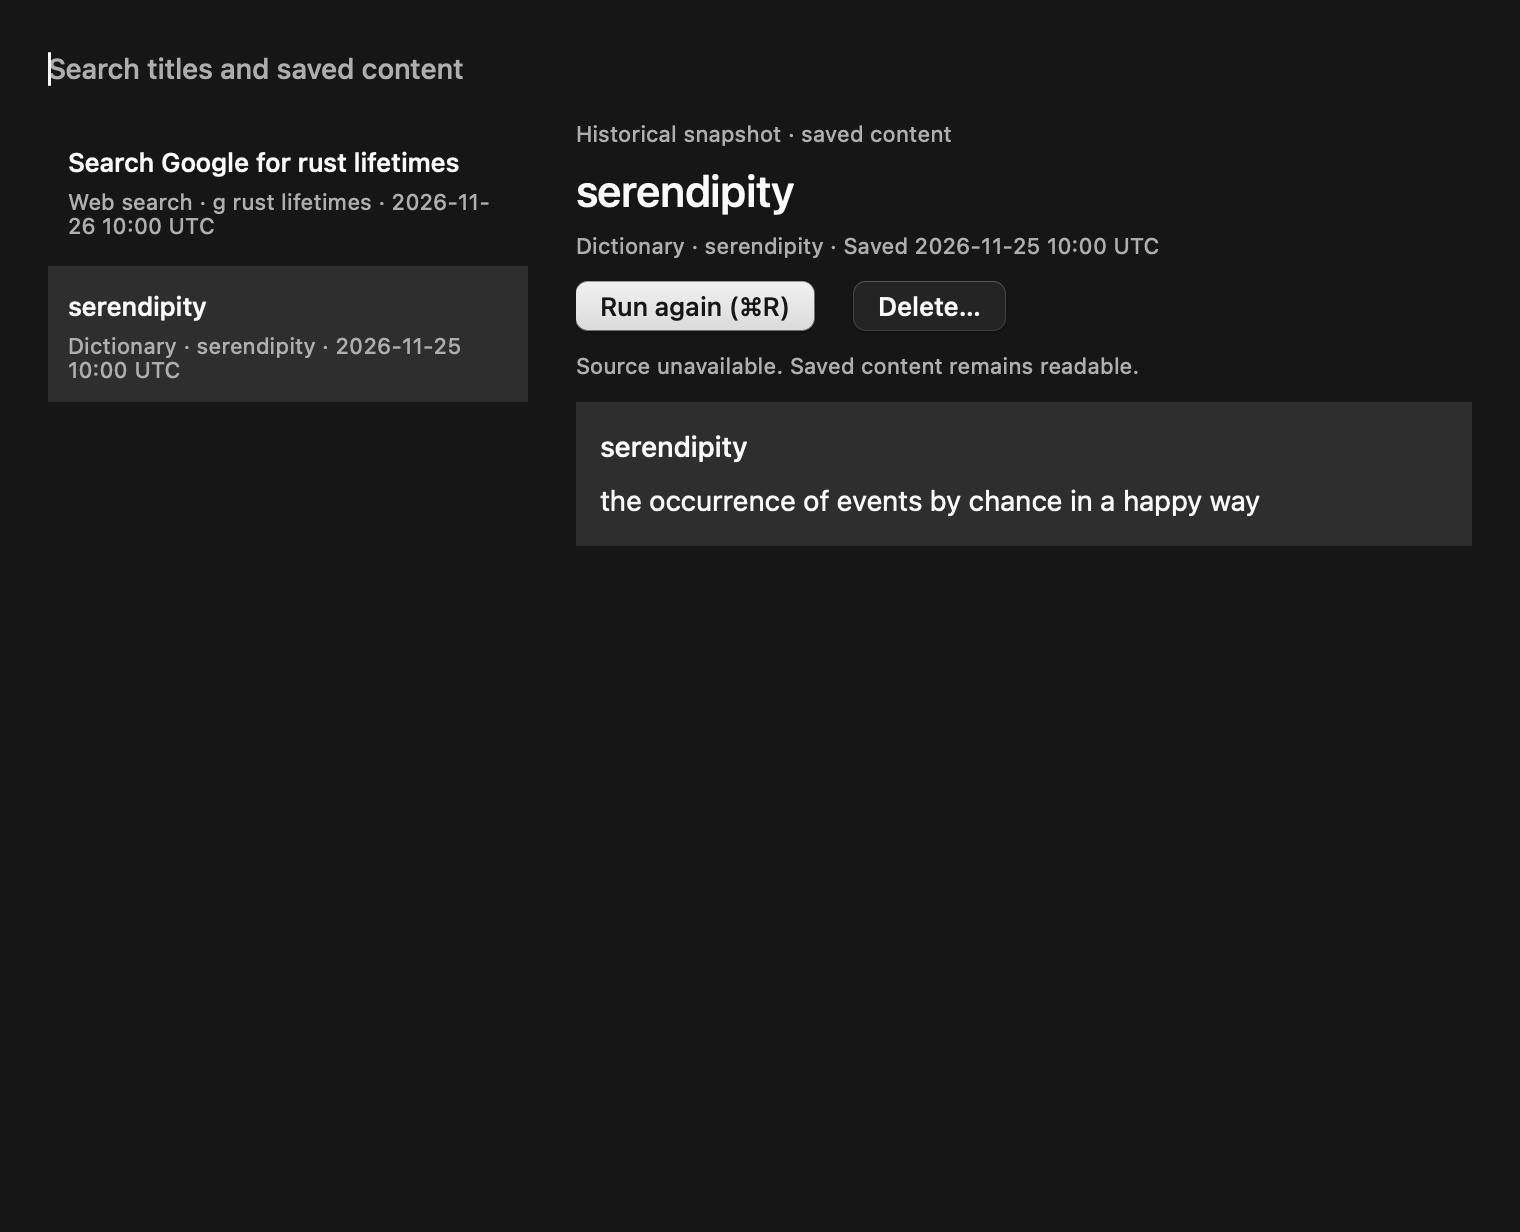 Search titles and saved content
Search Google for rust lifetimes
Web search · g rust lifetimes · 2026-11-
26 10:00 UTC
serendipity
Dictionary · serendipity · 2026-11-25
10:00 UTC
Historical snapshot · saved content
serendipity
Dictionary · serendipity · Saved 2026-11-25 10:00 UTC
Run again (⌘R)
Delete...
Source unavailable. Saved content remains readable.
serendipity
the occurrence of events by chance in a happy way